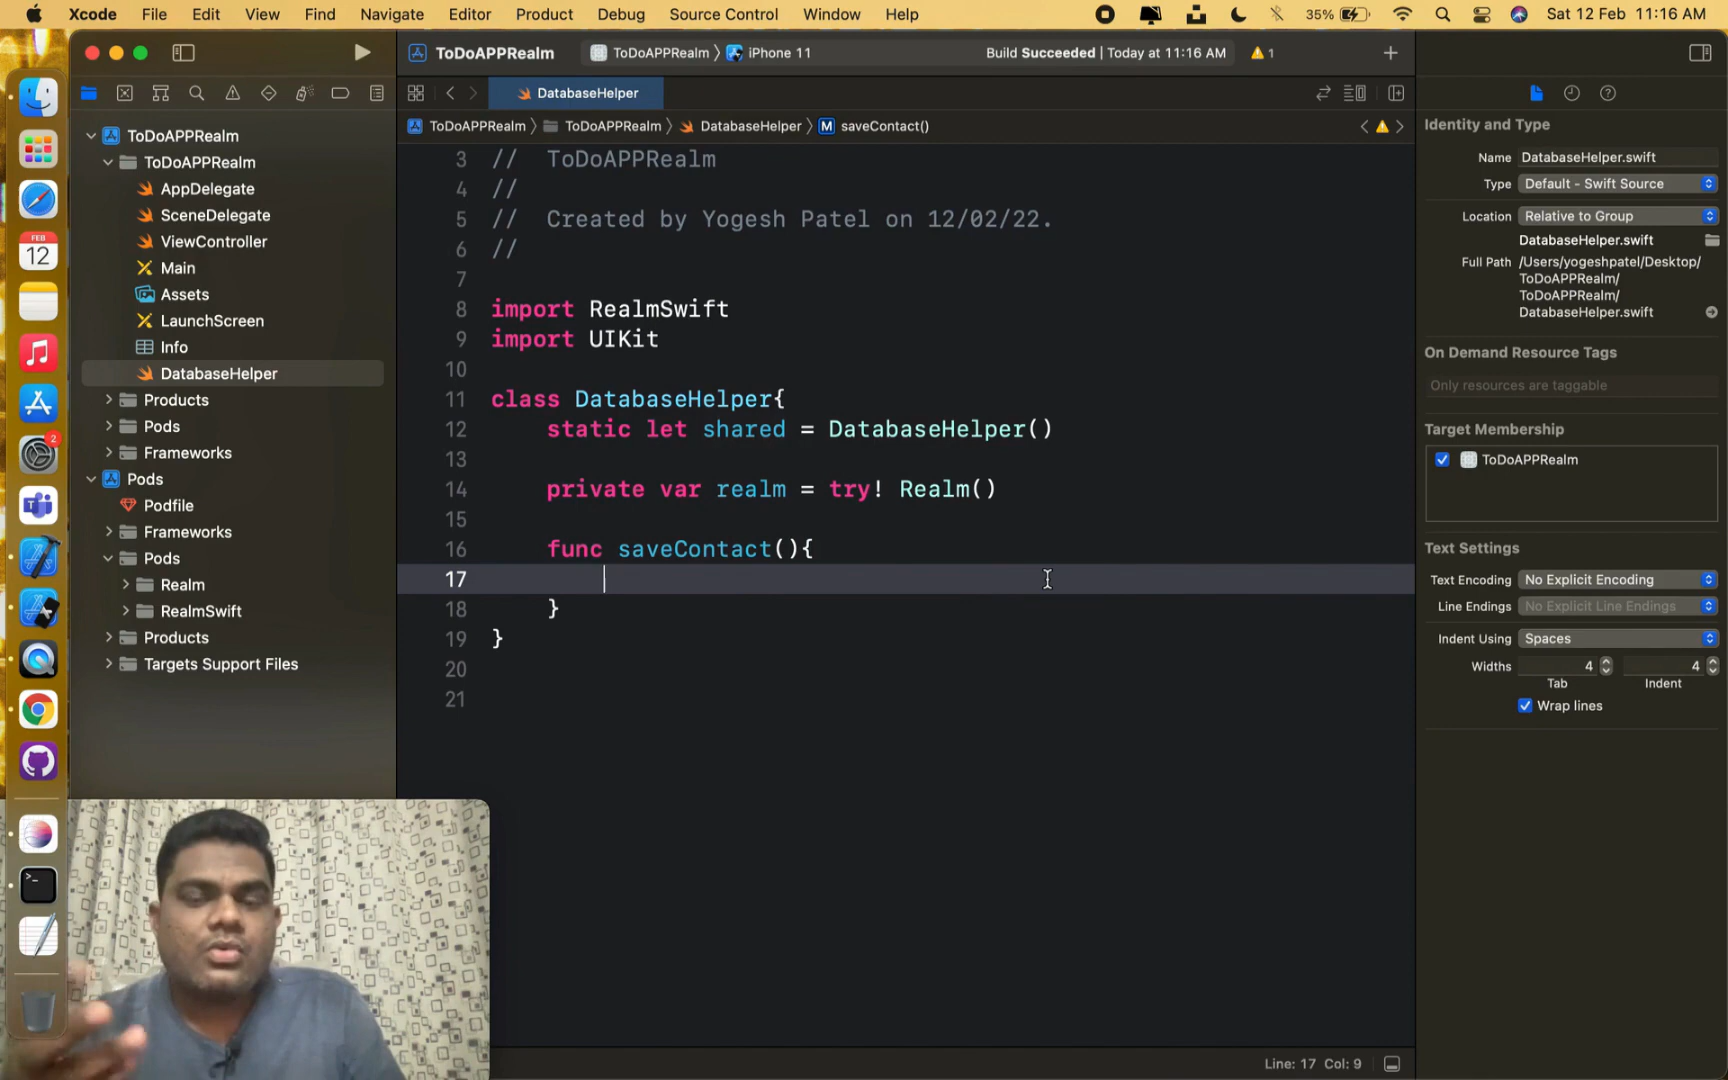 Xcode File Edit View Find Navigate Editor Product Debug Source Control Window Help 35% Sat 12 Feb 11:16 AM
ToDoAPPRealm ToDoAPPRealm iPhone 11 Build Succeeded | Today at 11:16 AM 1
DatabaseHelper
ToDoAPPRealm ToDoAPPRealm DatabaseHelper M saveContact()
ToDoAPPRealm
ToDoAPPRealm
AppDelegate
SceneDelegate
ViewController
Main
Assets
LaunchScreen
Info
DatabaseHelper
Products
Pods
Frameworks
Pods
Podfile
Frameworks
Pods
Realm
RealmSwift
Products
Targets Support Files
FEB
12
2
3 // ToDoAPPRealm
4 //
5 // Created by Yogesh Patel on 12/02/22.
6 //
7
8 import RealmSwift
9 import UIKit
10
11 class DatabaseHelper{
12 static let shared = DatabaseHelper()
13
14 private var realm = try! Realm()
15
16 func saveContact(){
17
18 }
19 }
20
21
Line: 17 Col: 9
Identity and Type
Name DatabaseHelper.swift
Type Default - Swift Source
Location Relative to Group
DatabaseHelper.swift
Full Path /Users/yogeshpatel/Desktop/
ToDoAPPRealm/
ToDoAPPRealm/
DatabaseHelper.swift
On Demand Resource Tags
Only resources are taggable
Target Membership
ToDoAPPRealm
Text Settings
Text Encoding No Explicit Encoding
Line Endings No Explicit Line Endings
Indent Using Spaces
Widths 4 4
Tab Indent
Wrap lines